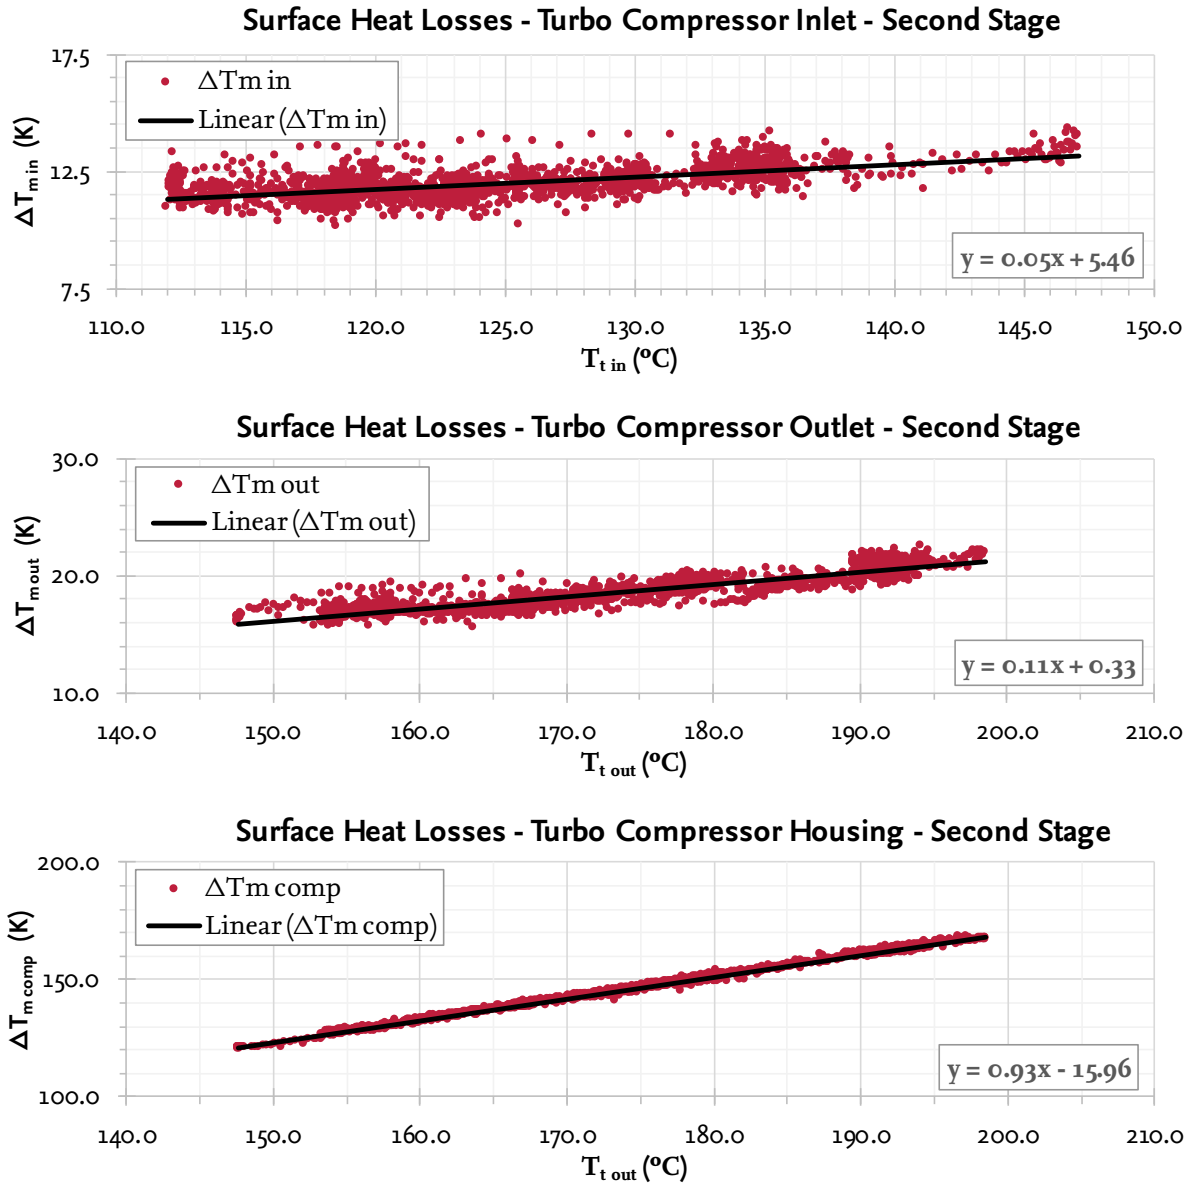 Surface Heat Losses - Turbo Compressor Inlet - Second Stage
17.5
12.5
7.5
ΔTm in (K)
ΔTm in
Linear (ΔTm in)
y = 0.05x + 5.46
110.0 115.0 120.0 125.0 130.0 135.0 140.0 145.0 150.0
Tt in (ºC)
Surface Heat Losses - Turbo Compressor Outlet - Second Stage
30.0
20.0
10.0
ΔTm out (K)
ΔTm out
Linear (ΔTm out)
y = 0.11x + 0.33
140.0 150.0 160.0 170.0 180.0 190.0 200.0 210.0
Tt out (ºC)
Surface Heat Losses - Turbo Compressor Housing - Second Stage
200.0
150.0
100.0
ΔTm comp (K)
ΔTm comp
Linear (ΔTm comp)
y = 0.93x - 15.96
140.0 150.0 160.0 170.0 180.0 190.0 200.0 210.0
Tt out (ºC)